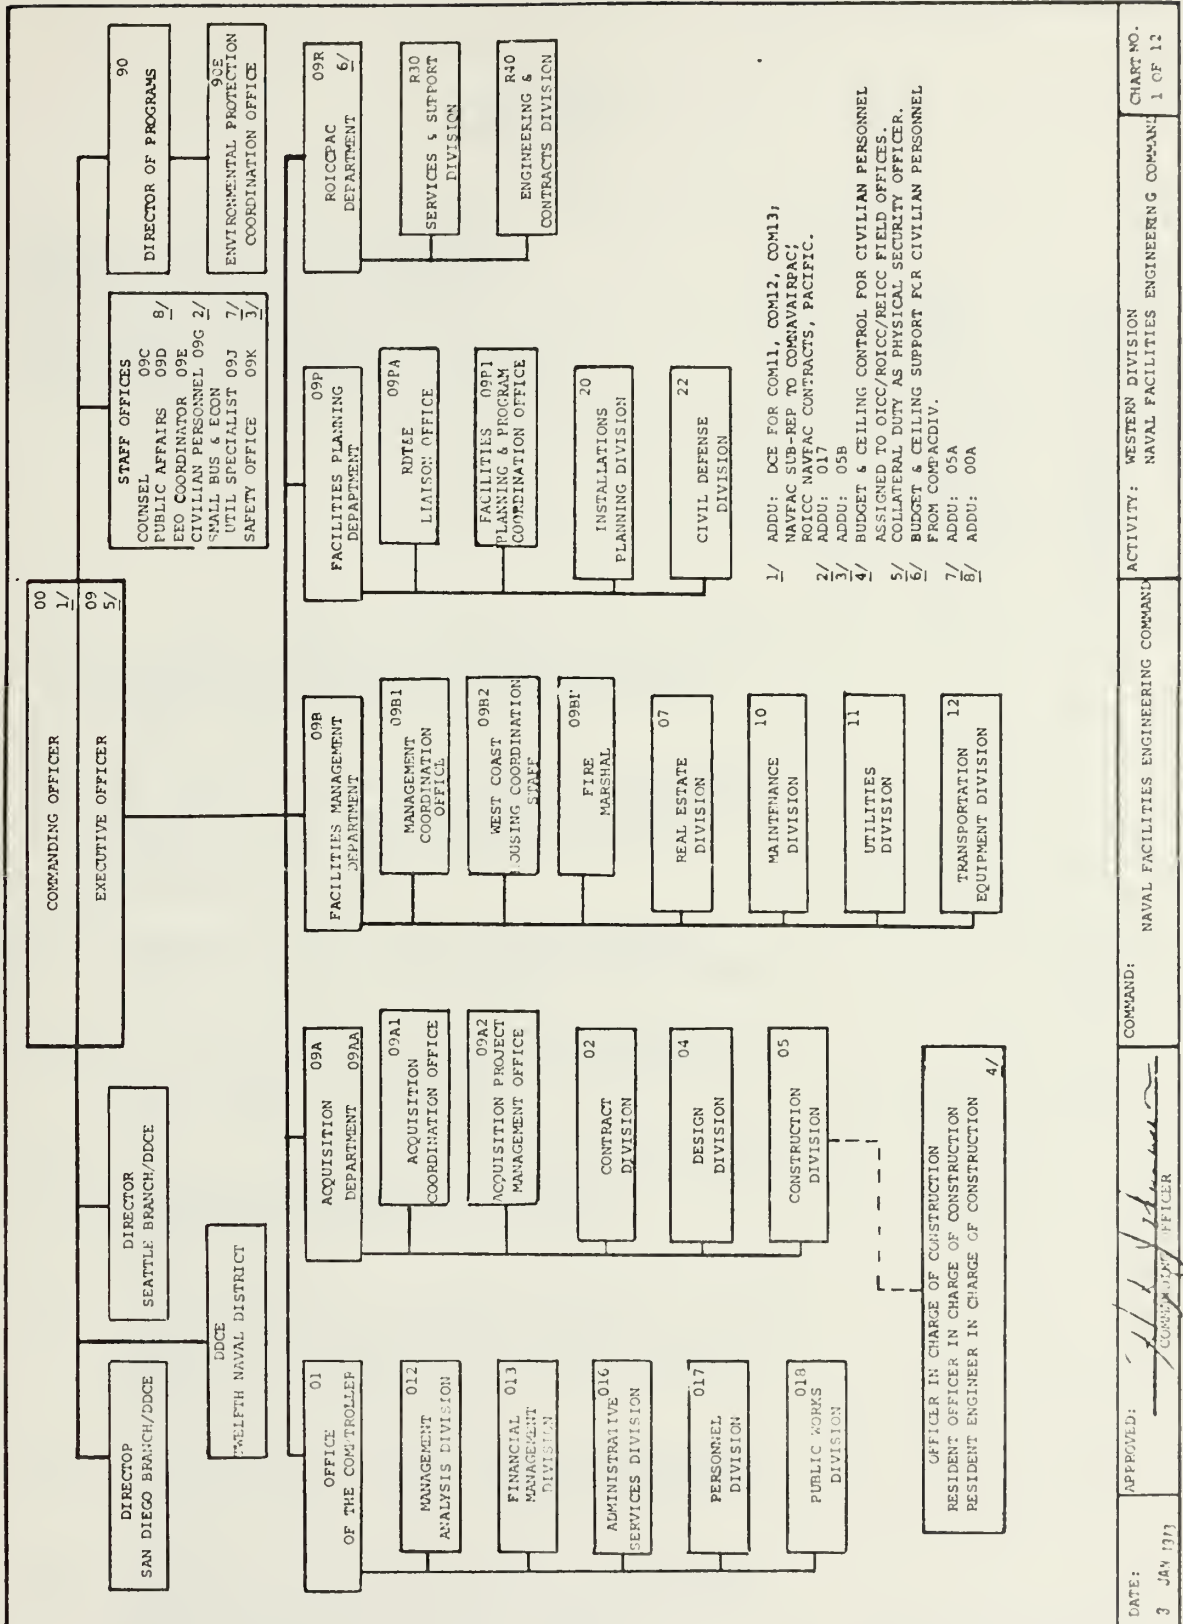 COMMANDING OFFICER
00
1/
EXECUTIVE OFFICER
09
5/
DIRECTOR
SAN DIEGO BRANCH/DDCE
DIRECTOR
SEATTLE BRANCH/DDCE
DDCE
TWELFTH NAVAL DISTRICT
STAFF OFFICES
COUNSEL 09C
PUBLIC AFFAIRS 09D 8/
EEO COORDINATOR 09E
CIVILIAN PERSONNEL 09G 2/
SMALL BUS & ECON
UTIL SPECIALIST 09J 7/
SAFETY OFFICE 09K 3/
90
DIRECTOR OF PROGRAMS
90E
ENVIRONMENTAL PROTECTION
COORDINATION OFFICE
01
OFFICE
OF THE COMPTROLLER
012
MANAGEMENT
ANALYSIS DIVISION
013
FINANCIAL
MANAGEMENT
DIVISION
016
ADMINISTRATIVE
SERVICES DIVISION
017
PERSONNEL
DIVISION
018
PUBLIC WORKS
DIVISION
09A
ACQUISITION
DEPARTMENT 09AA
09A1
ACQUISITION
COORDINATION OFFICE
09A2
ACQUISITION PROJECT
MANAGEMENT OFFICE
02
CONTRACT
DIVISION
04
DESIGN
DIVISION
05
CONSTRUCTION
DIVISION
OFFICER IN CHARGE OF CONSTRUCTION
RESIDENT OFFICER IN CHARGE OF CONSTRUCTION
RESIDENT ENGINEER IN CHARGE OF CONSTRUCTION
4/
09B
FACILITIES MANAGEMENT
DEPARTMENT
09B1
MANAGEMENT
COORDINATION
OFFICE
09B2
WEST COAST
HOUSING COORDINATION
STAFF
FIRE
MARSHAL
07
REAL ESTATE
DIVISION
10
MAINTENANCE
DIVISION
11
UTILITIES
DIVISION
12
TRANSPORTATION
EQUIPMENT DIVISION
09P
FACILITIES PLANNING
DEPARTMENT
09PA
RDT&E
LIAISON OFFICE
FACILITIES 09P1
PLANNING & PROGRAM
COORDINATION OFFICE
20
INSTALLATIONS
PLANNING DIVISION
22
CIVIL DEFENSE
DIVISION
09R
ROICCPAC 6/
DEPARTMENT
R30
SERVICES & SUPPORT
DIVISION
R40
ENGINEERING &
CONTRACTS DIVISION
1/ ADDU: DCE FOR COM11, COM12, COM13;
NAVFAC SUB-REP TO COMNAVAIRPAC;
ROICC NAVFAC CONTRACTS, PACIFIC.
2/ ADDU: 017
3/ ADDU: 05B
4/ BUDGET & CEILING CONTROL FOR CIVILIAN PERSONNEL
ASSIGNED TO OICC/ROICC/REICC FIELD OFFICES.
5/ COLLATERAL DUTY AS PHYSICAL SECURITY OFFICER.
6/ BUDGET & CEILING SUPPORT FOR CIVILIAN PERSONNEL
FROM COMPACDIV.
7/ ADDU: 05A
8/ ADDU: 00A
DATE:
3 JAN
APPROVED:
COMMANDING OFFICER
COMMAND:
NAVAL FACILITIES ENGINEERING COMMAND
ACTIVITY: WESTERN DIVISION
NAVAL FACILITIES ENGINEERING COMMAND
CHART NO.
1 OF 12